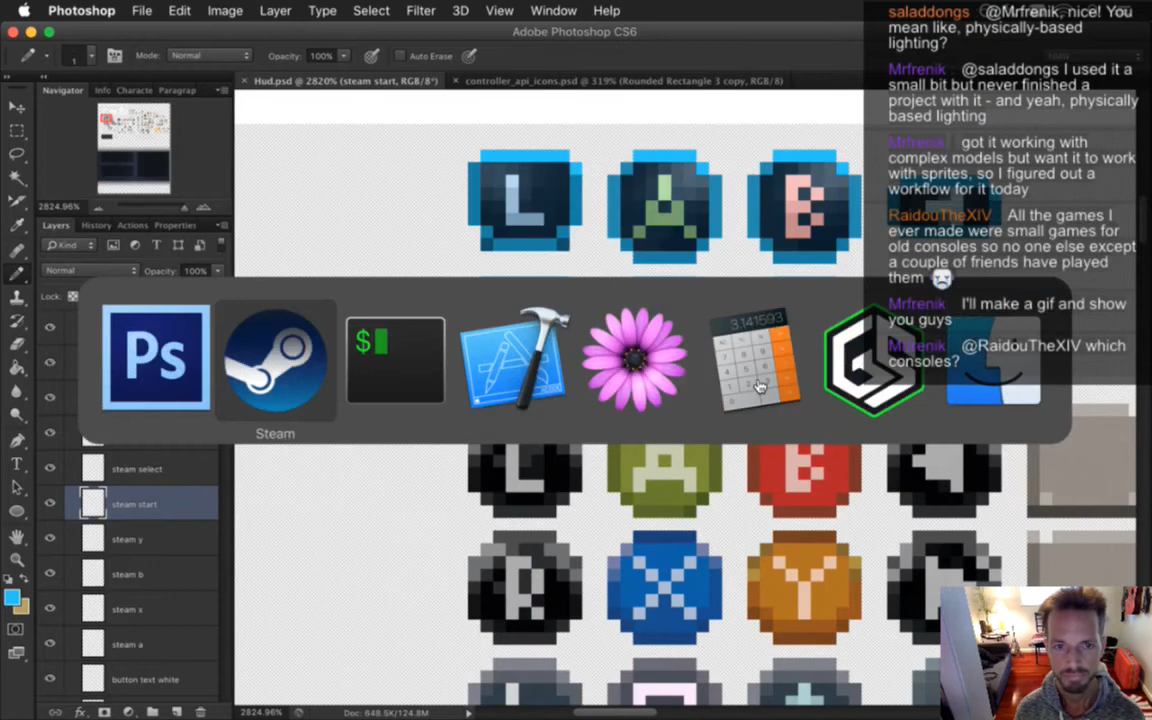 Photoshop File Edit Image Layer Type Select Filter 3D View Window Help
Adobe Photoshop CS6
1 Mode: Normal Opacity: 100% Auto Erase
Hud.psd @ 2820% (steam start, RGB/8*) controller_api_icons.psd @ 319% (Rounded Rectangle 3 copy, RGB/8)
Navigator Info Characte Paragrap
2824.96%
Layers History Actions Properties
Kind
Normal Opacity: 100%
Lock:
saladdongs @Mrfrenik, nice! You
mean like, physically-based
lighting?
Mrfrenik @saladdongs I used it a
small bit but never finished a
project with it - and yeah, physically
based lighting
Mrfrenik got it working with
complex models but want it to work
with sprites, so I figured out a
workflow for it today
RaidouTheXIV All the games I
ever made were small games for
old consoles so no one else except
a couple of friends have played
them
Mrfrenik I'll make a gif and show
you guys
Mrfrenik @RaidouTheXIV which
consoles?
L A B
Ps
$
3.141593
Steam
L A B
R X Y
steam select
steam start
steam y
steam b
steam x
steam a
button text white
2824.96% Doc: 648.5K/124.8M